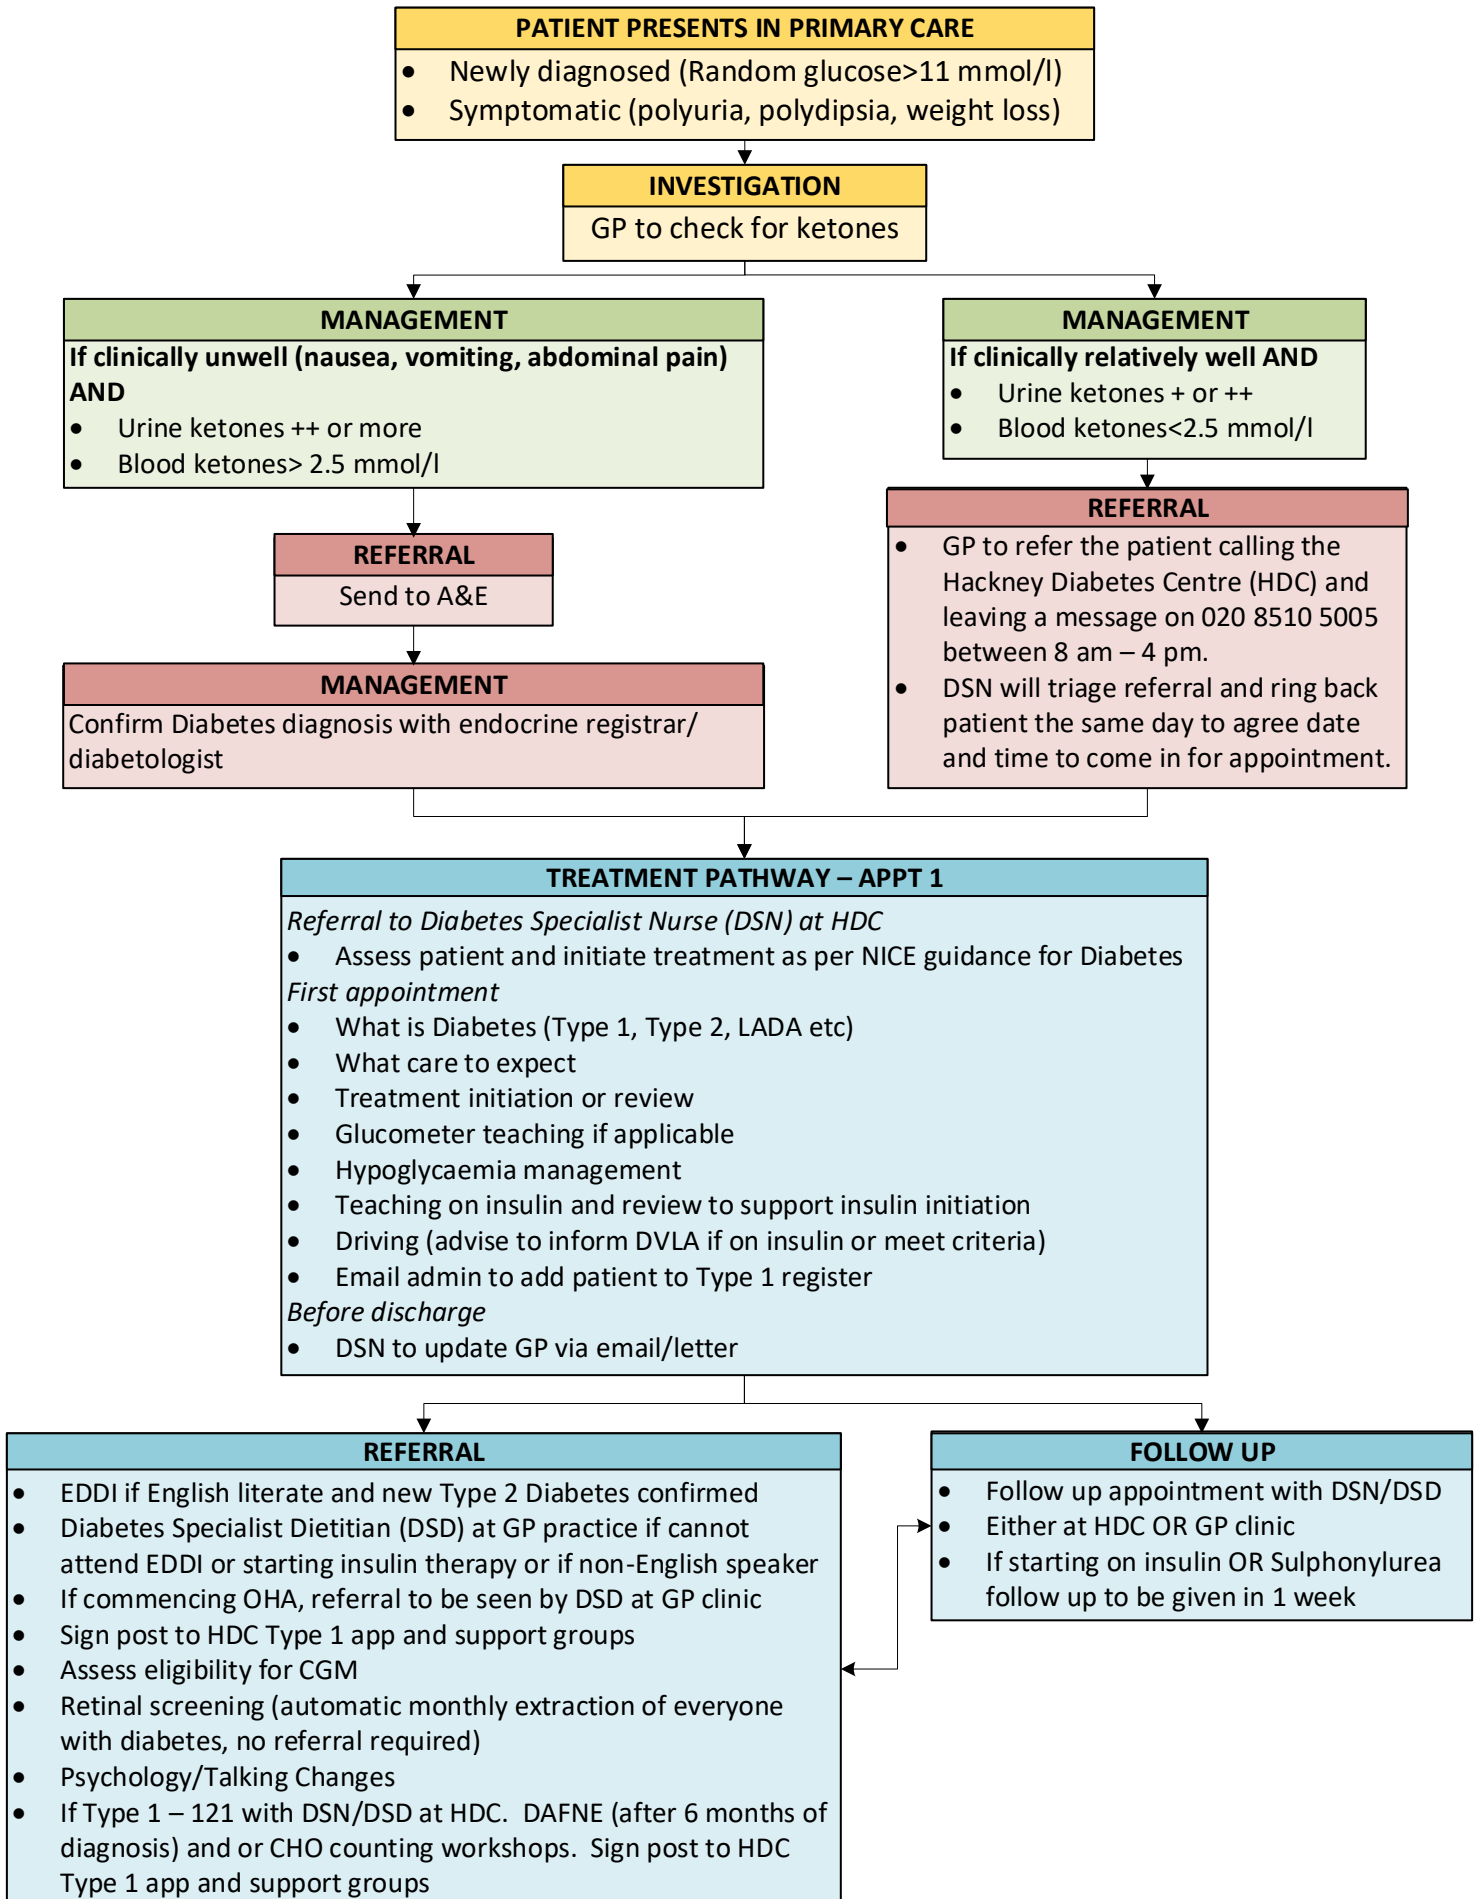 PATIENT PRESENTS IN PRIMARY CARE
• Newly diagnosed (Random glucose>11 mmol/l)
• Symptomatic (polyuria, polydipsia, weight loss)
INVESTIGATION
GP to check for ketones
MANAGEMENT
If clinically unwell (nausea, vomiting, abdominal pain)
AND
• Urine ketones ++ or more
• Blood ketones> 2.5 mmol/l
MANAGEMENT
If clinically relatively well AND
• Urine ketones + or ++
• Blood ketones<2.5 mmol/l
REFERRAL
Send to A&E
MANAGEMENT
Confirm Diabetes diagnosis with endocrine registrar/
diabetologist
REFERRAL
• GP to refer the patient calling the
Hackney Diabetes Centre (HDC) and
leaving a message on 020 8510 5005
between 8 am – 4 pm.
• DSN will triage referral and ring back
patient the same day to agree date
and time to come in for appointment.
TREATMENT PATHWAY – APPT 1
Referral to Diabetes Specialist Nurse (DSN) at HDC
• Assess patient and initiate treatment as per NICE guidance for Diabetes
First appointment
• What is Diabetes (Type 1, Type 2, LADA etc)
• What care to expect
• Treatment initiation or review
• Glucometer teaching if applicable
• Hypoglycaemia management
• Teaching on insulin and review to support insulin initiation
• Driving (advise to inform DVLA if on insulin or meet criteria)
• Email admin to add patient to Type 1 register
Before discharge
• DSN to update GP via email/letter
REFERRAL
• EDDI if English literate and new Type 2 Diabetes confirmed
• Diabetes Specialist Dietitian (DSD) at GP practice if cannot
attend EDDI or starting insulin therapy or if non-English speaker
• If commencing OHA, referral to be seen by DSD at GP clinic
• Sign post to HDC Type 1 app and support groups
• Assess eligibility for CGM
• Retinal screening (automatic monthly extraction of everyone
with diabetes, no referral required)
• Psychology/Talking Changes
• If Type 1 – 121 with DSN/DSD at HDC.  DAFNE (after 6 months of
diagnosis) and or CHO counting workshops.  Sign post to HDC
Type 1 app and support groups
FOLLOW UP
• Follow up appointment with DSN/DSD
• Either at HDC OR GP clinic
• If starting on insulin OR Sulphonylurea
follow up to be given in 1 week